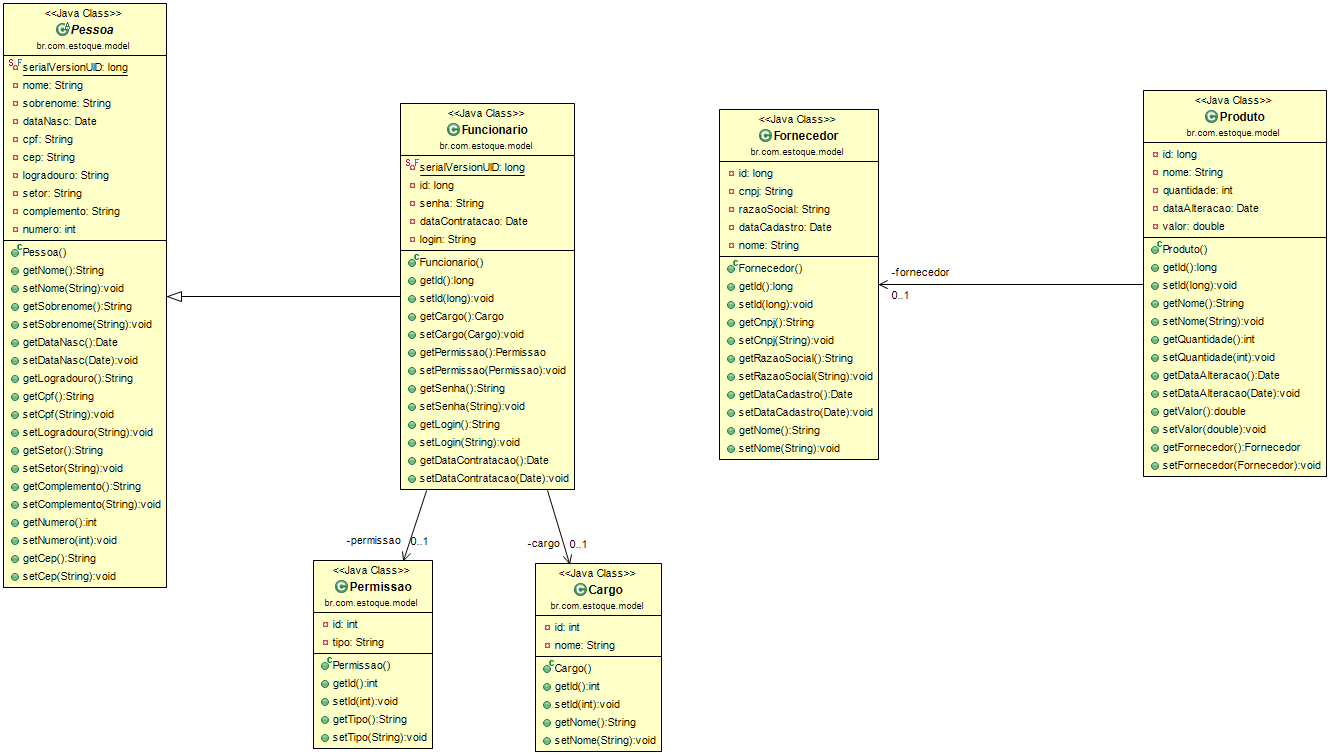 <<Java Class>>
Pessoa
br.com.estoque.model
serialVersionUID: long
nome: String
sobrenome: String
dataNasc: Date
cpf: String
cep: String
logradouro: String
setor: String
complemento: String
numero: int
Pessoa()
getNome():String
setNome(String):void
getSobrenome():String
setSobrenome(String):void
getDataNasc():Date
setDataNasc(Date):void
getLogradouro():String
getCpf():String
setCpf(String):void
setLogradouro(String):void
getSetor():String
setSetor(String):void
getComplemento():String
setComplemento(String):void
getNumero():int
setNumero(int):void
getCep():String
setCep(String):void
<<Java Class>>
Funcionario
br.com.estoque.model
serialVersionUID: long
id: long
senha: String
dataContratacao: Date
login: String
Funcionario()
getId():long
setId(long):void
getCargo():Cargo
setCargo(Cargo):void
getPermissao():Permissao
setPermissao(Permissao):void
getSenha():String
setSenha(String):void
getLogin():String
setLogin(String):void
getDataContratacao():Date
setDataContratacao(Date):void
-permissao 0..1
-cargo 0..1
<<Java Class>>
Permissao
br.com.estoque.model
id: int
tipo: String
Permissao()
getId():int
setId(int):void
getTipo():String
setTipo(String):void
<<Java Class>>
Cargo
br.com.estoque.model
id: int
nome: String
Cargo()
getId():int
setId(int):void
getNome():String
setNome(String):void
<<Java Class>>
Fornecedor
br.com.estoque.model
id: long
cnpj: String
razaoSocial: String
dataCadastro: Date
nome: String
Fornecedor()
getId():long
setId(long):void
getCnpj():String
setCnpj(String):void
getRazaoSocial():String
setRazaoSocial(String):void
getDataCadastro():Date
setDataCadastro(Date):void
getNome():String
setNome(String):void
-fornecedor
0..1
<<Java Class>>
Produto
br.com.estoque.model
id: long
nome: String
quantidade: int
dataAlteracao: Date
valor: double
Produto()
getId():long
setId(long):void
getNome():String
setNome(String):void
getQuantidade():int
setQuantidade(int):void
getDataAlteracao():Date
setDataAlteracao(Date):void
getValor():double
setValor(double):void
getFornecedor():Fornecedor
setFornecedor(Fornecedor):void